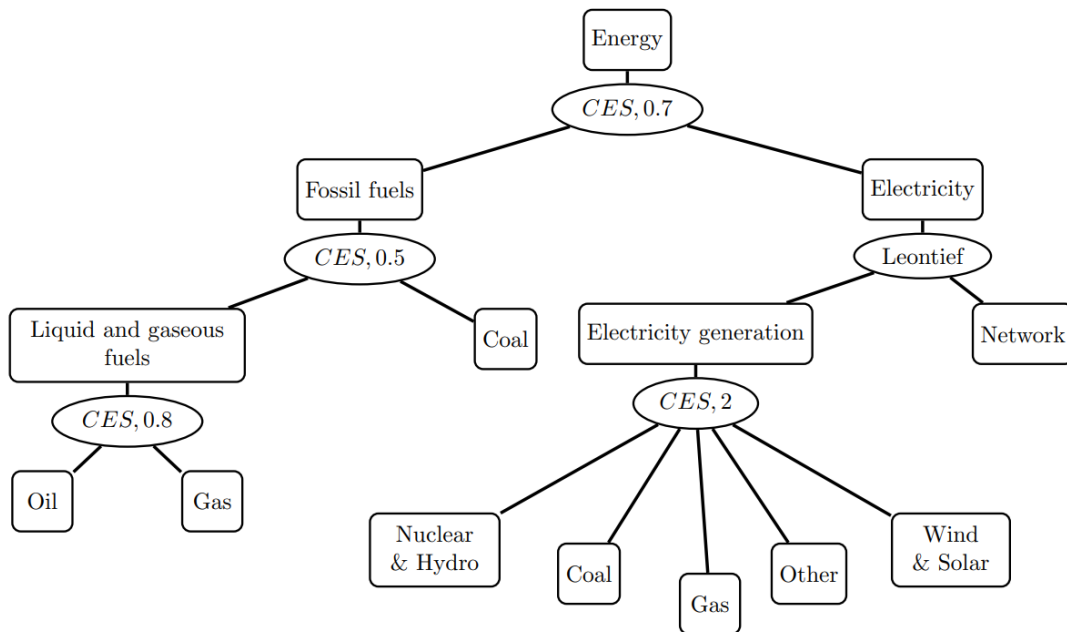 Energy
CES, 0.7
Fossil fuels
Electricity
CES, 0.5
Leontief
Liquid and gaseous
fuels
Coal
Electricity generation
Network
CES, 0.8
CES, 2
Oil
Gas
Nuclear
& Hydro
Coal
Gas
Other
Wind
& Solar